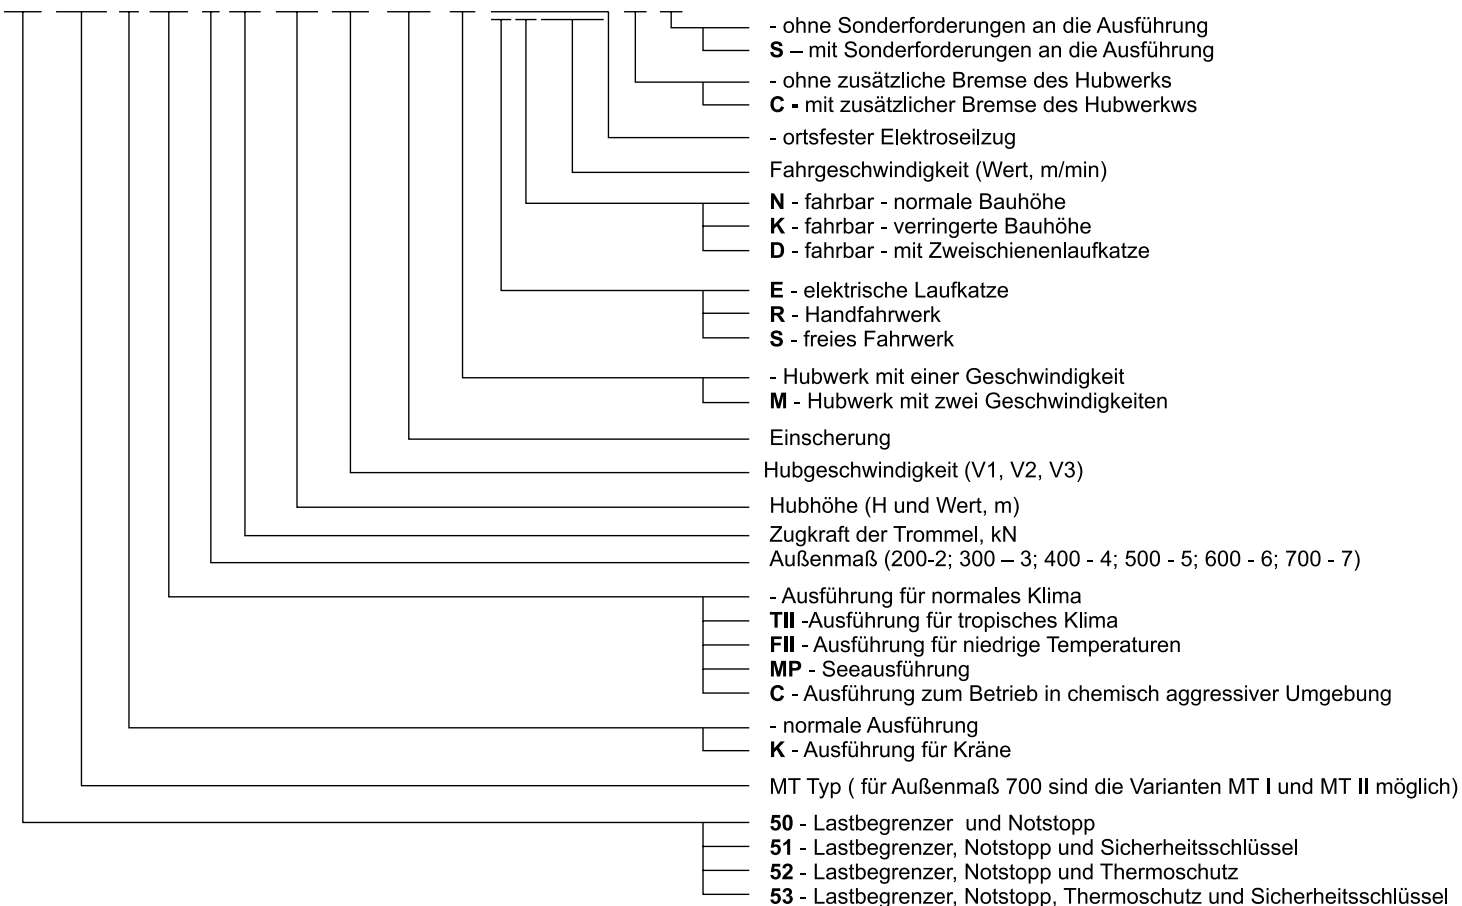 - ohne Sonderforderungen an die Ausführung
S – mit Sonderforderungen an die Ausführung
- ohne zusätzliche Bremse des Hubwerks
C - mit zusätzlicher Bremse des Hubwerkws
- ortsfester Elektroseilzug
Fahrgeschwindigkeit (Wert, m/min)
N - fahrbar - normale Bauhöhe
K - fahrbar - verringerte Bauhöhe
D - fahrbar - mit Zweischienenlaufkatze
E - elektrische Laufkatze
R - Handfahrwerk
S - freies Fahrwerk
- Hubwerk mit einer Geschwindigkeit
M - Hubwerk mit zwei Geschwindigkeiten
Einscherung
Hubgeschwindigkeit (V1, V2, V3)
Hubhöhe (H und Wert, m)
Zugkraft der Trommel, kN
Außenmaß (200-2; 300 – 3; 400 - 4; 500 - 5; 600 - 6; 700 - 7)
- Ausführung für normales Klima
TII -Ausführung für tropisches Klima
FII - Ausführung für niedrige Temperaturen
MP - Seeausführung
C - Ausführung zum Betrieb in chemisch aggressiver Umgebung
- normale Ausführung
K - Ausführung für Kräne
MT Typ ( für Außenmaß 700 sind die Varianten MT I und MT II möglich)
50 - Lastbegrenzer und Notstopp
51 - Lastbegrenzer, Notstopp und Sicherheitsschlüssel
52 - Lastbegrenzer, Notstopp und Thermoschutz
53 - Lastbegrenzer, Notstopp, Thermoschutz und Sicherheitsschlüssel